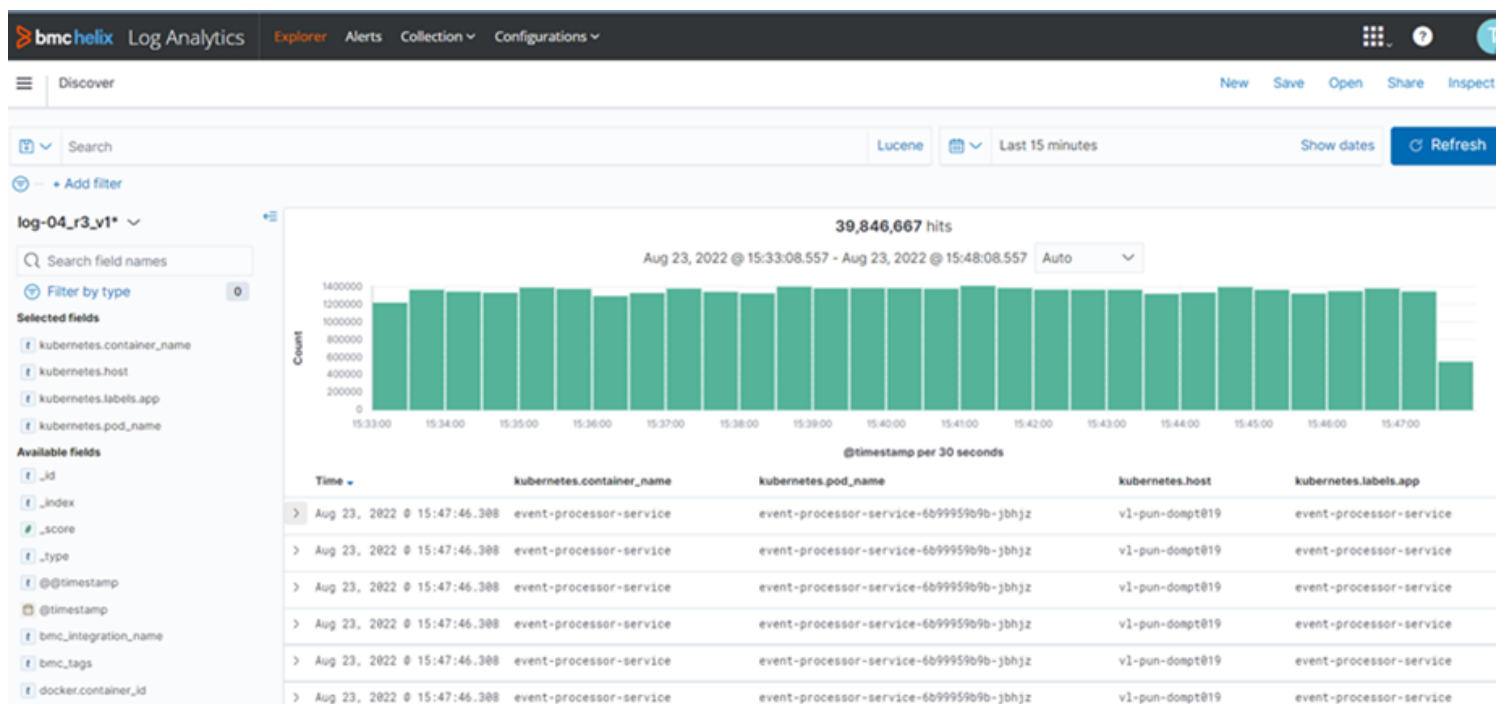 bmc helix Log Analytics Explorer Alerts Collection Configurations ?
Discover New Save Open Share Inspect
Search Lucene Last 15 minutes Show dates Refresh
+ Add filter
log-04_r3_v1*
Search field names
Filter by type 0
Selected fields
t kubernetes.container_name
t kubernetes.host
t kubernetes.labels.app
t kubernetes.pod_name
Available fields
t _id
t _index
# _score
t _type
t @@timestamp
@timestamp
t bmc_integration_name
t bmc_tags
t docker.container_id
39,846,667 hits
Aug 23, 2022 @ 15:33:08.557 - Aug 23, 2022 @ 15:48:08.557 Auto
Count
1400000
1200000
1000000
800000
600000
400000
200000
0
15:33:00 15:34:00 15:35:00 15:36:00 15:37:00 15:38:00 15:39:00 15:40:00 15:41:00 15:42:00 15:43:00 15:44:00 15:45:00 15:46:00 15:47:00
@timestamp per 30 seconds
Time kubernetes.container_name kubernetes.pod_name kubernetes.host kubernetes.labels.app
> Aug 23, 2022 @ 15:47:46.308 event-processor-service event-processor-service-6b99959b9b-jbhjz vl-pun-dompt019 event-processor-service
> Aug 23, 2022 @ 15:47:46.308 event-processor-service event-processor-service-6b99959b9b-jbhjz vl-pun-dompt019 event-processor-service
> Aug 23, 2022 @ 15:47:46.308 event-processor-service event-processor-service-6b99959b9b-jbhjz vl-pun-dompt019 event-processor-service
> Aug 23, 2022 @ 15:47:46.308 event-processor-service event-processor-service-6b99959b9b-jbhjz vl-pun-dompt019 event-processor-service
> Aug 23, 2022 @ 15:47:46.308 event-processor-service event-processor-service-6b99959b9b-jbhjz vl-pun-dompt019 event-processor-service
> Aug 23, 2022 @ 15:47:46.308 event-processor-service event-processor-service-6b99959b9b-jbhjz vl-pun-dompt019 event-processor-service